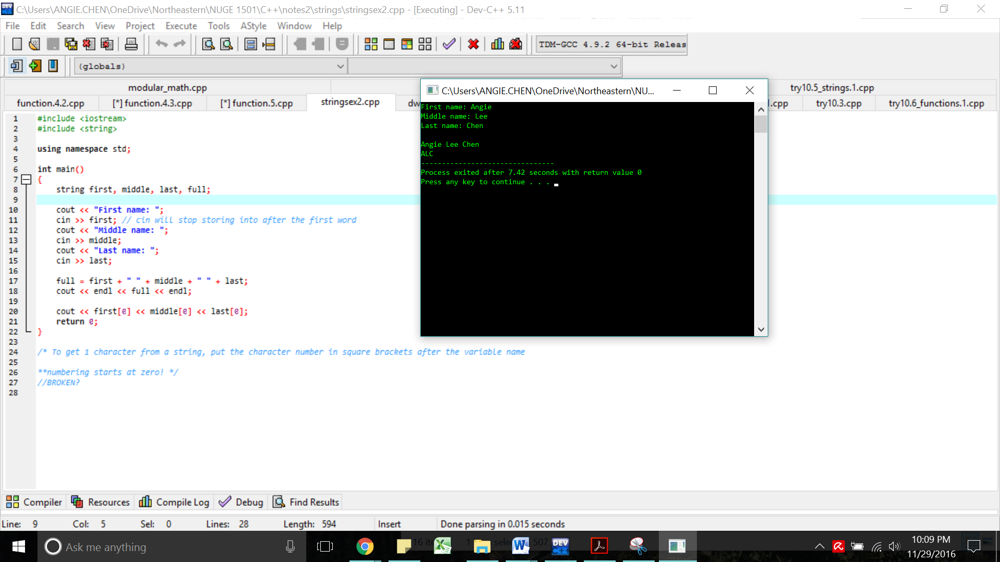 C:\Users\ANGIE.CHEN\OneDrive\Northeastern\NUGE 1501\C++\notes2\strings\stringsex2.cpp - [Executing] - Dev-C++ 5.11
File Edit Search View Project Execute Tools AStyle Window Help
TDM-GCC 4.9.2 64-bit Releas
(globals)
modular_math.cpp try10.5_strings.1.cpp
function.4.2.cpp [*] function.4.3.cpp [*] function.5.cpp stringsex2.cpp dw .cpp try10.3.cpp try10.6_functions.1.cpp
1 #include <iostream>
2 #include <string>
3
4 using namespace std;
5
6 int main()
7 {
8 string first, middle, last, full;
9
10 cout << "First name: ";
11 cin >> first; // cin will stop storing into after the first word
12 cout << "Middle name: ";
13 cin >> middle;
14 cout << "Last name: ";
15 cin >> last;
16
17 full = first + " " + middle + " " + last;
18 cout << endl << full << endl;
19
20 cout << first[0] << middle[0] << last[0];
21 return 0;
22 }
23
24 /* To get 1 character from a string, put the character number in square brackets after the variable name
25
26 **numbering starts at zero! */
27 //BROKEN?
28
C:\Users\ANGIE.CHEN\OneDrive\Northeastern\NU...
First name: Angie
Middle name: Lee
Last name: Chen
Angie Lee Chen
ALC
--------------------------------
Process exited after 7.42 seconds with return value 0
Press any key to continue . . .
Compiler Resources Compile Log Debug Find Results
Line: 9 Col: 5 Sel: 0 Lines: 28 Length: 594 Insert Done parsing in 0.015 seconds
Ask me anything
DEV C++
10:09 PM
11/29/2016